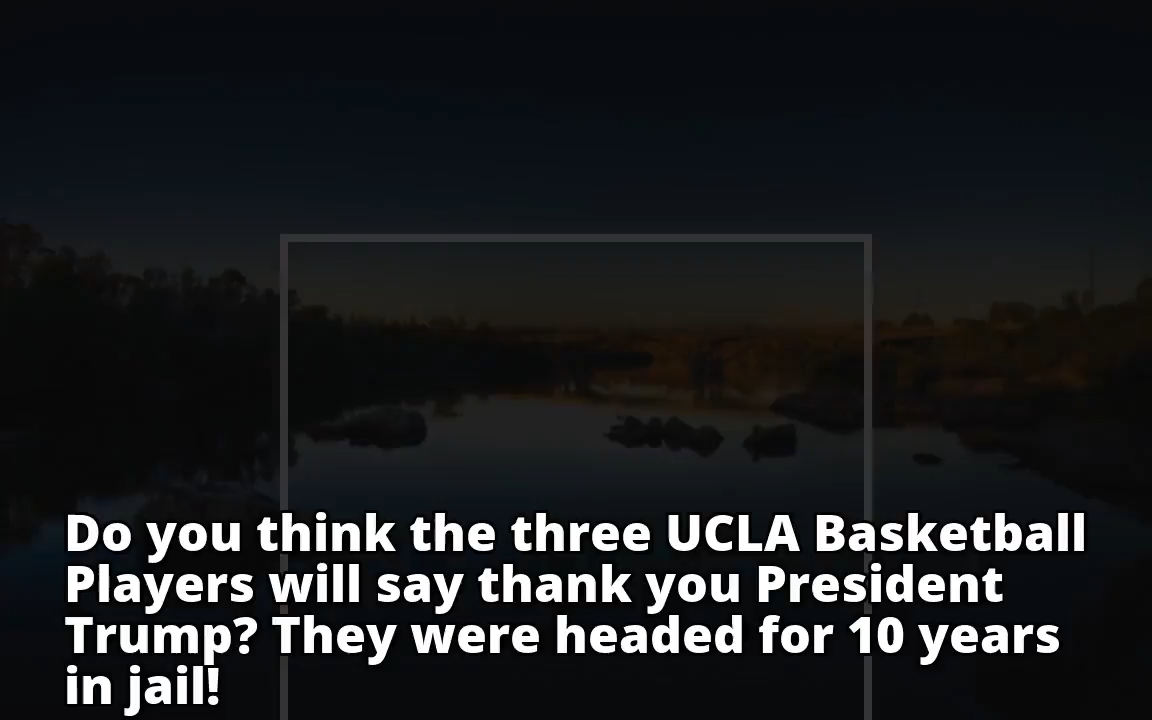 Do you think the three UCLA Basketball
Players will say thank you President
Trump? They were headed for 10 years
in jail!